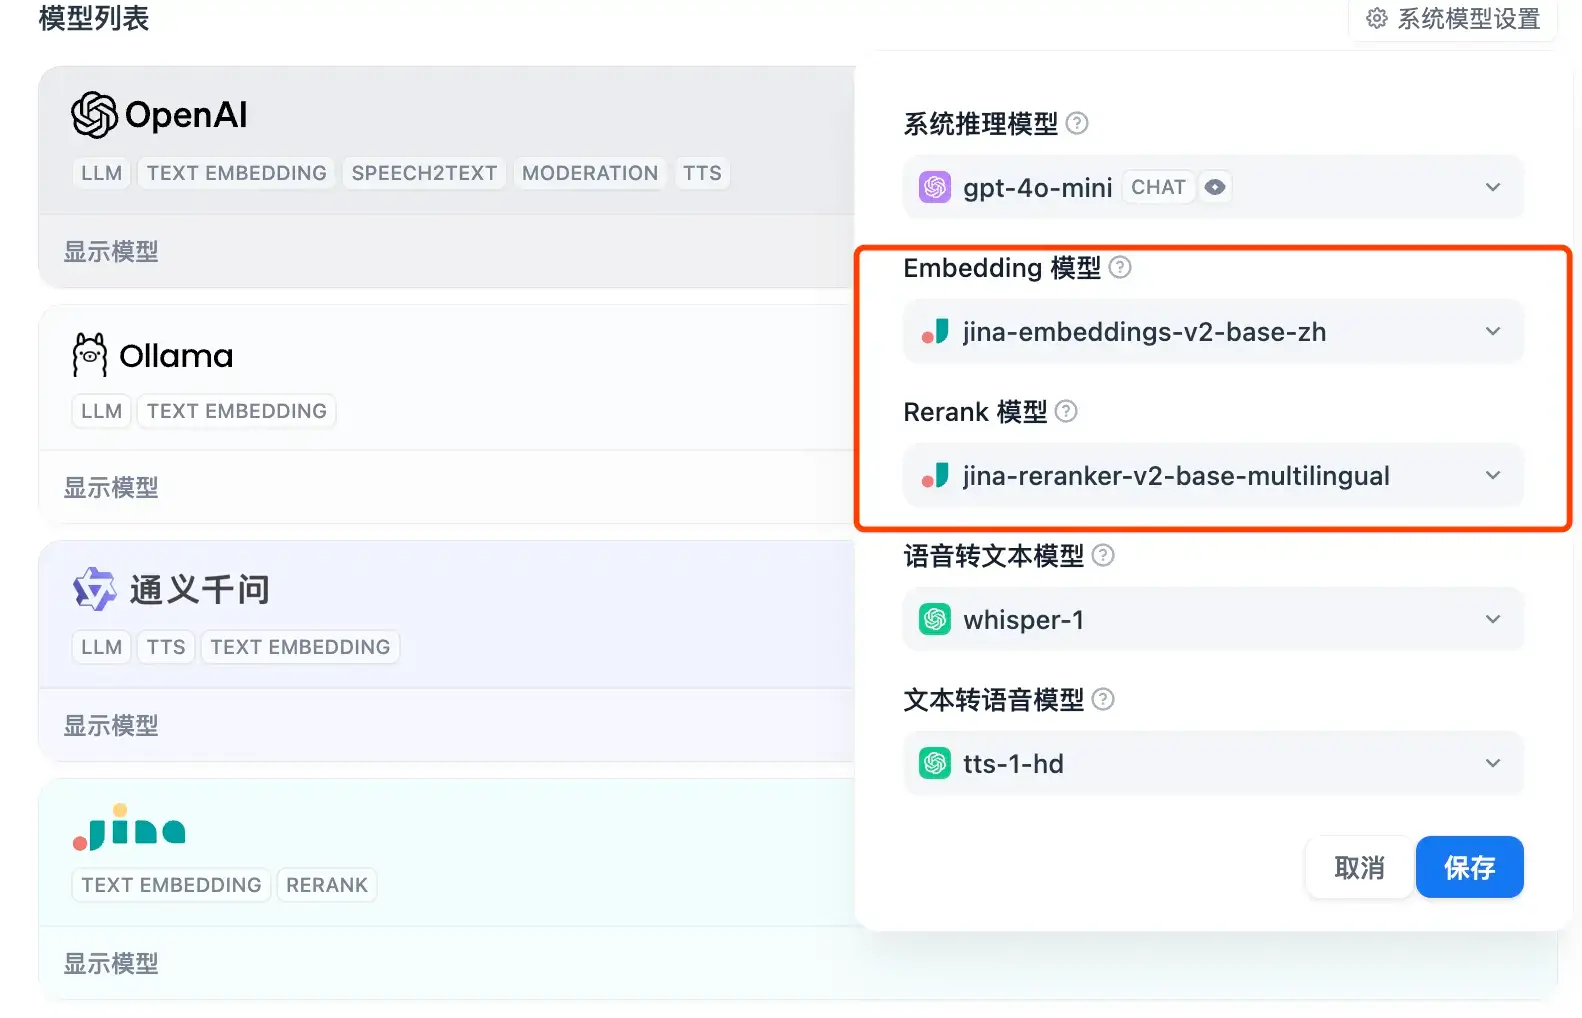 模型列表
系统模型设置
OpenAI
LLM TEXT EMBEDDING SPEECH2TEXT MODERATION TTS
显示模型
Ollama
LLM TEXT EMBEDDING
显示模型
通义千问
LLM TTS TEXT EMBEDDING
显示模型
Jina
TEXT EMBEDDING RERANK
显示模型
系统推理模型
gpt-4o-mini CHAT
Embedding 模型
jina-embeddings-v2-base-zh
Rerank 模型
jina-reranker-v2-base-multilingual
语音转文本模型
whisper-1
文本转语音模型
tts-1-hd
取消 保存